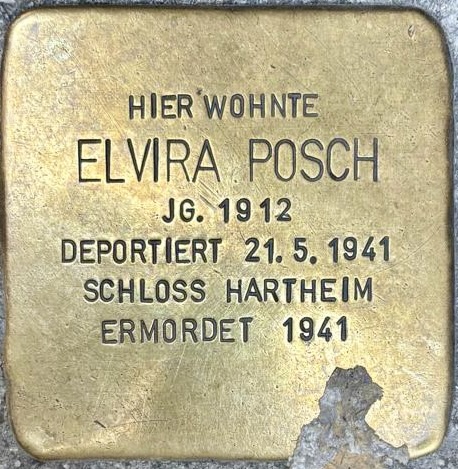 HIER WOHNTE
ELVIRA POSCH
JG. 1912
DEPORTIERT 21.5.1941
SCHLOSS HARTHEIM
ERMORDET 1941